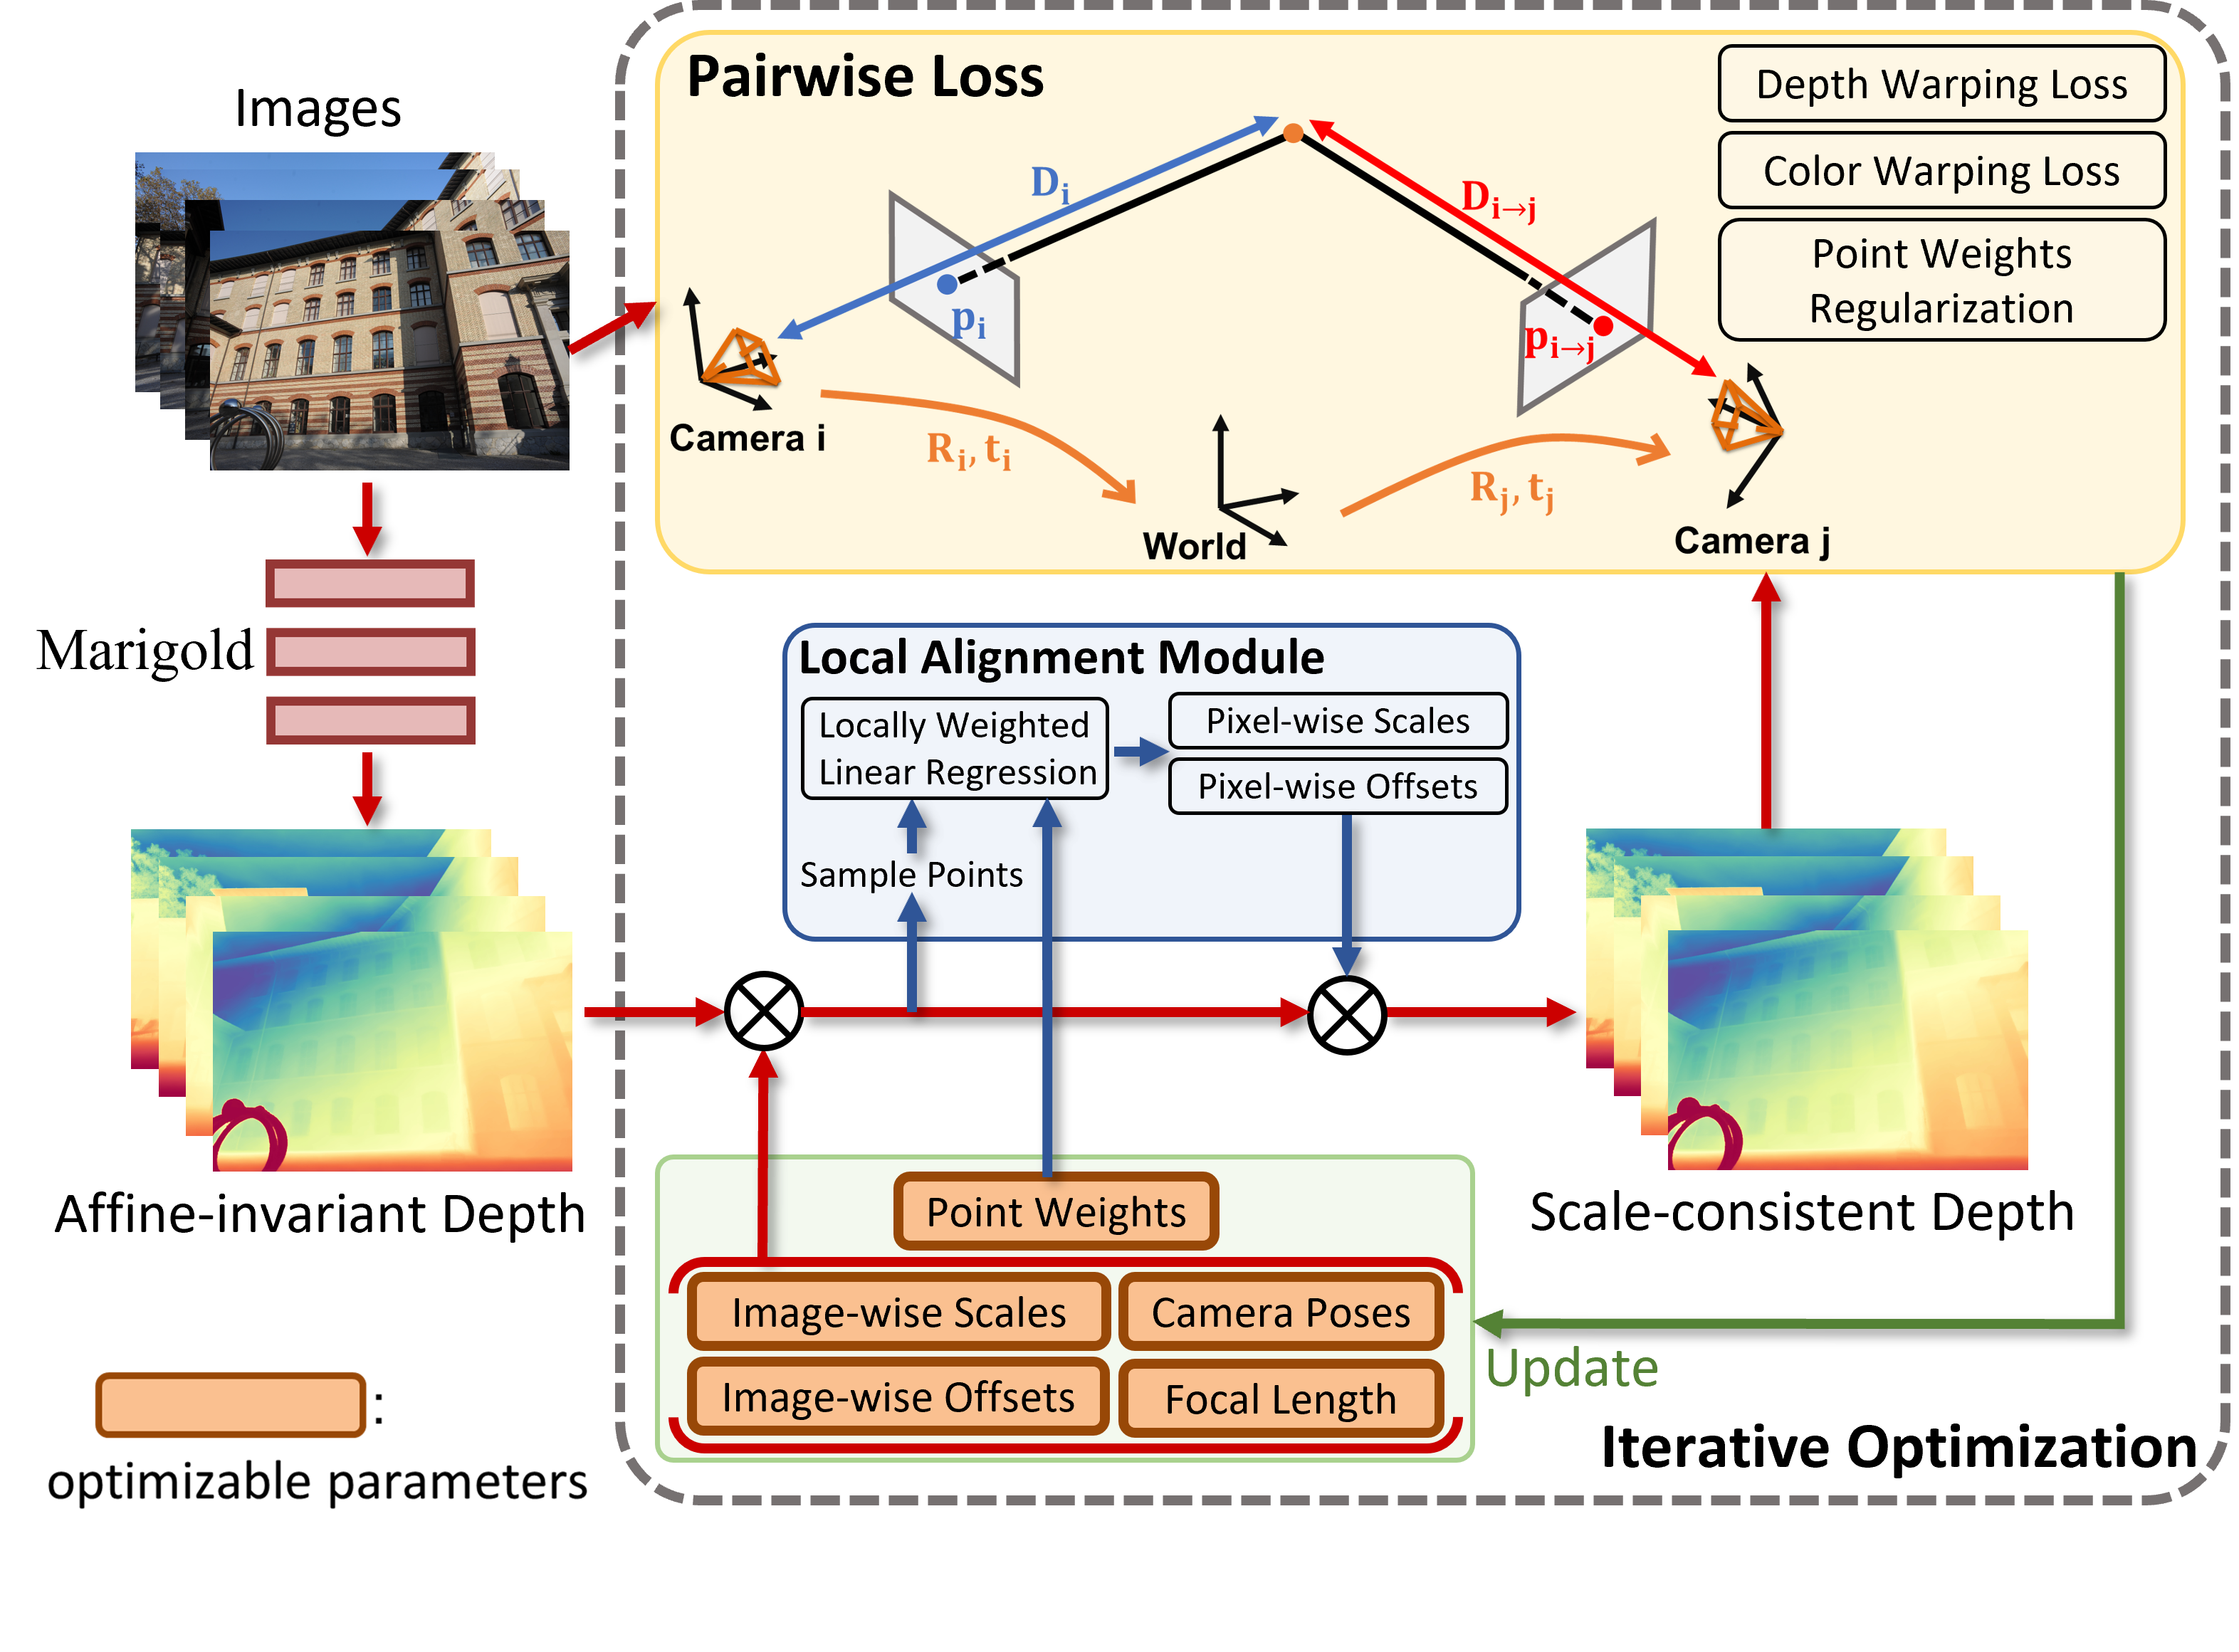 Images
Marigold
Affine-invariant Depth
:
optimizable parameters
Pairwise Loss
Depth Warping Loss
Color Warping Loss
Point Weights
Regularization
D_i
D_{i→j}
p_i
p_{i→j}
Camera i
R_i, t_i
World
R_j, t_j
Camera j
Local Alignment Module
Locally Weighted
Linear Regression
Pixel-wise Scales
Pixel-wise Offsets
Sample Points
Point Weights
Image-wise Scales
Camera Poses
Image-wise Offsets
Focal Length
Scale-consistent Depth
Update
Iterative Optimization